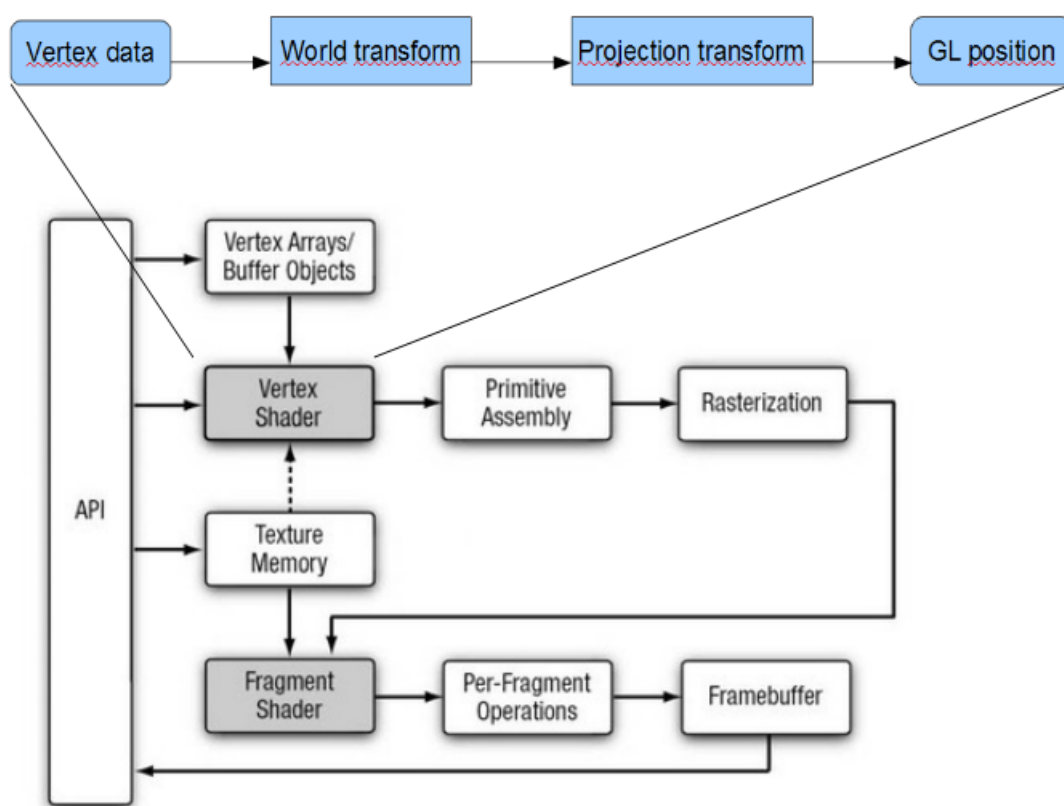 Vertex data
World transform
Projection transform
GL position
Vertex Arrays/
Buffer Objects
Vertex
Shader
Primitive
Assembly
Rasterization
API
Texture
Memory
Fragment
Shader
Per-Fragment
Operations
Framebuffer